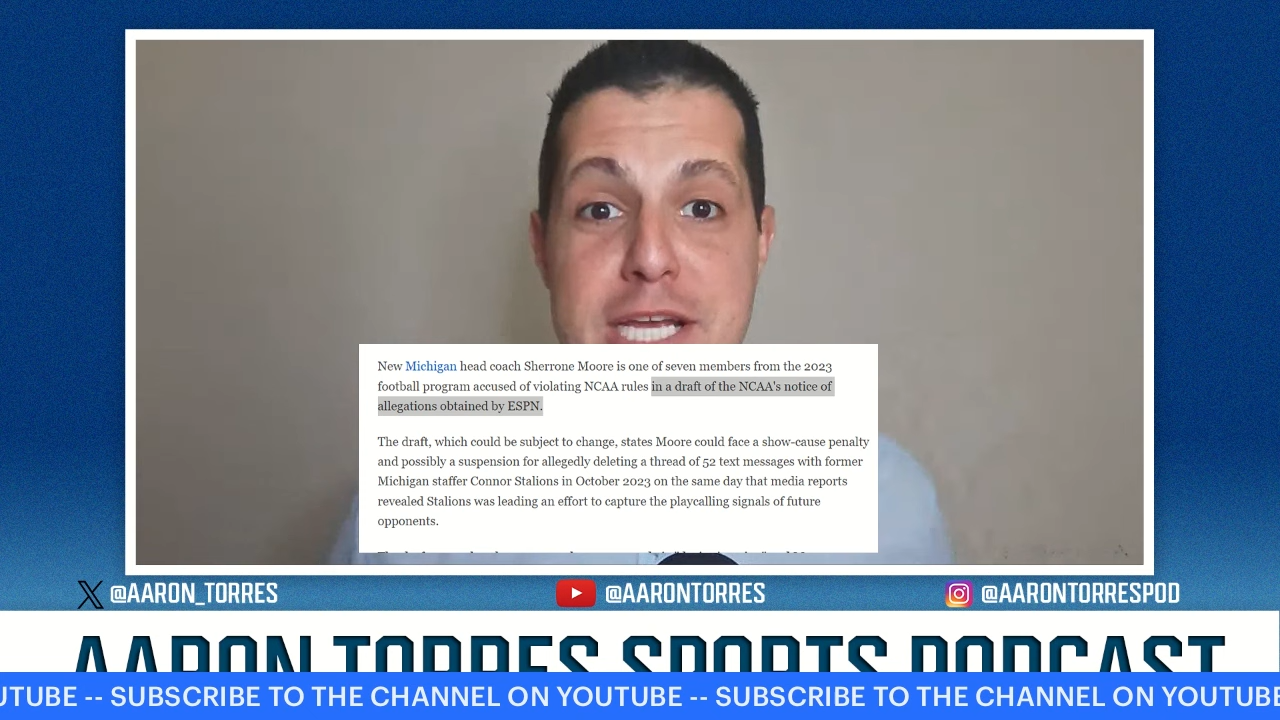 New Michigan head coach Sherrone Moore is one of seven members from the 2023
football program accused of violating NCAA rules in a draft of the NCAA's notice of
allegations obtained by ESPN.
The draft, which could be subject to change, states Moore could face a show-cause penalty
and possibly a suspension for allegedly deleting a thread of 52 text messages with former
Michigan staffer Connor Stalions in October 2023 on the same day that media reports
revealed Stalions was leading an effort to capture the playcalling signals of future
opponents.
@AARON_TORRES
@AARONTORRES
@AARONTORRESPOD
AARON TORRES SPORTS PODCAST
UTUBE -- SUBSCRIBE TO THE CHANNEL ON YOUTUBE -- SUBSCRIBE TO THE CHANNEL ON YOUTUBE